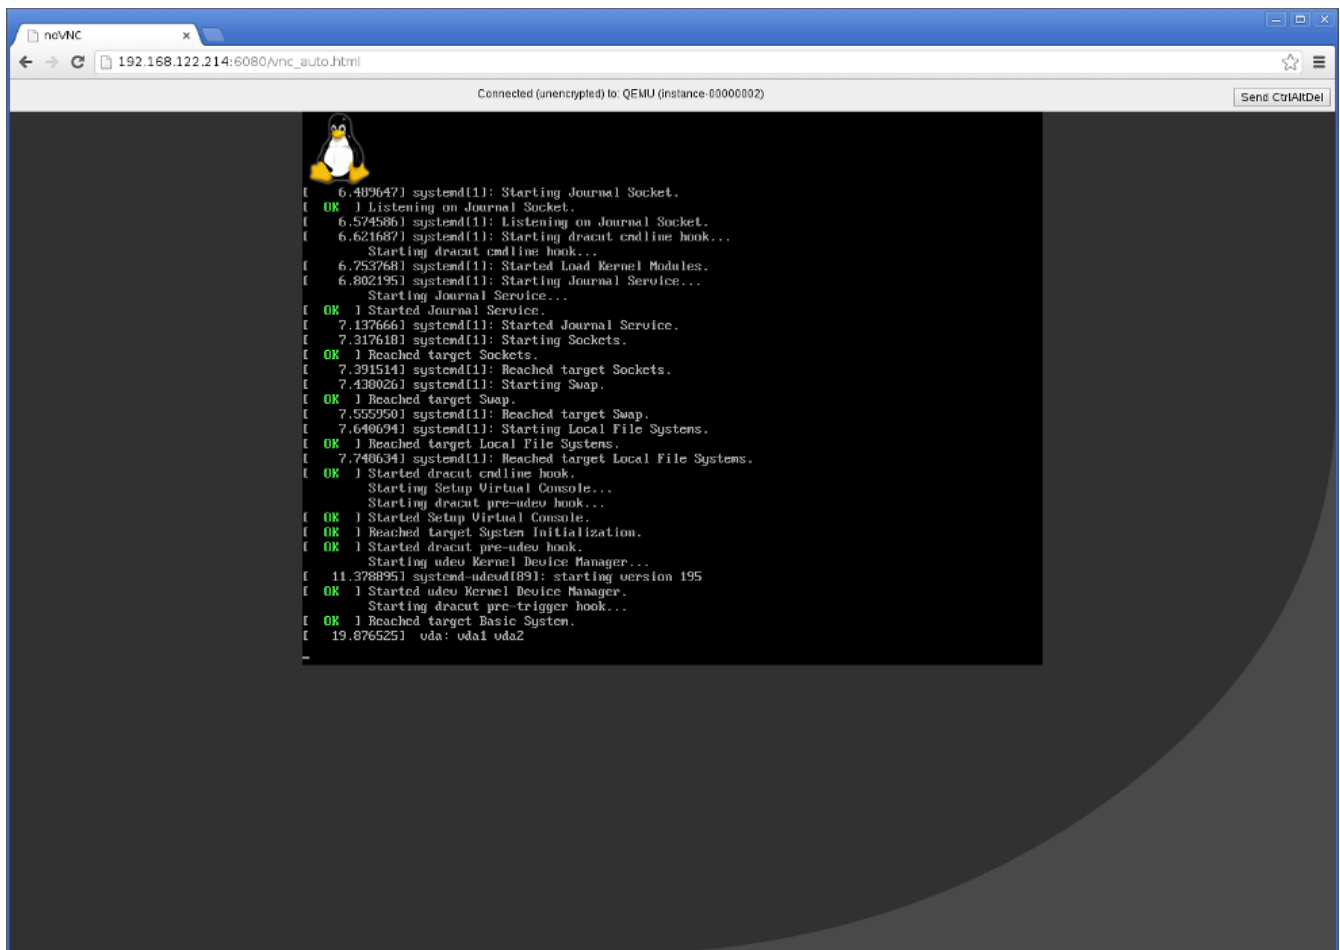 noVNC
192.168.122.214:6080/vnc_auto.html
Connected (unencrypted) to: QEMU (instance-00000002)
Send CtrlAltDel
[    6.489647] systemd[1]: Starting Journal Socket.
[  OK  ] Listening on Journal Socket.
[    6.574586] systemd[1]: Listening on Journal Socket.
[    6.621687] systemd[1]: Starting dracut cmdline hook...
Starting dracut cmdline hook...
[    6.753768] systemd[1]: Started Load Kernel Modules.
[    6.802195] systemd[1]: Starting Journal Service...
Starting Journal Service...
[  OK  ] Started Journal Service.
[    7.137666] systemd[1]: Started Journal Service.
[    7.317618] systemd[1]: Starting Sockets.
[  OK  ] Reached target Sockets.
[    7.391514] systemd[1]: Reached target Sockets.
[    7.438026] systemd[1]: Starting Swap.
[  OK  ] Reached target Swap.
[    7.555950] systemd[1]: Reached target Swap.
[    7.640694] systemd[1]: Starting Local File Systems.
[  OK  ] Reached target Local File Systems.
[    7.748634] systemd[1]: Reached target Local File Systems.
[  OK  ] Started dracut cmdline hook.
Starting Setup Virtual Console...
Starting dracut pre-udev hook...
[  OK  ] Started Setup Virtual Console.
[  OK  ] Reached target System Initialization.
[  OK  ] Started dracut pre-udev hook.
Starting udev Kernel Device Manager...
[   11.378895] systemd-udevd[89]: starting version 195
[  OK  ] Started udev Kernel Device Manager.
Starting dracut pre-trigger hook...
[  OK  ] Reached target Basic System.
[   19.876525]  vda: vda1 vda2